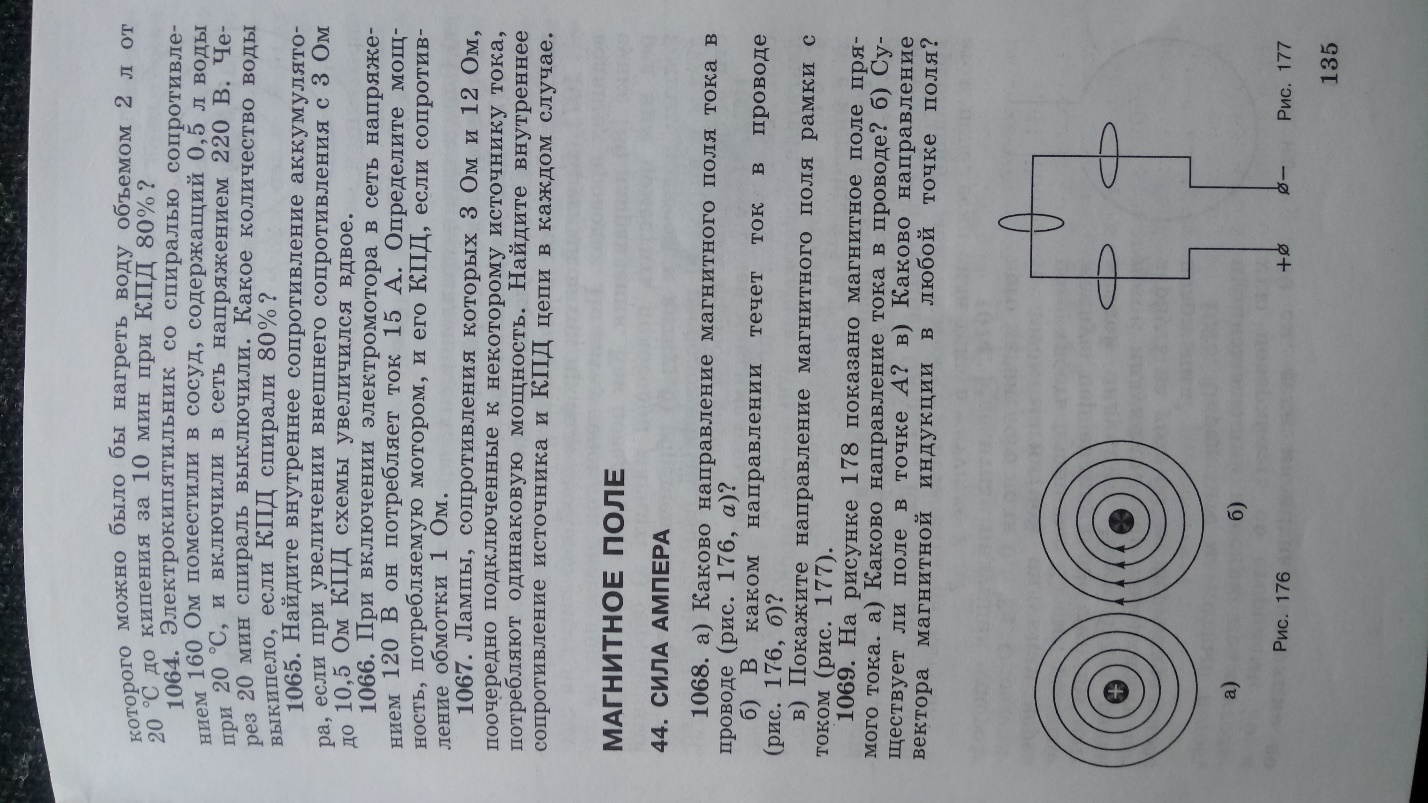 которого можно было бы нагреть воду объемом 2 л от
20 °С до кипения за 10 мин при КПД 80%?
1064. Электрокипятильник со спиралью сопротивле-
нием 160 Ом поместили в сосуд, содержащий 0,5 л воды
при 20 °С, и включили в сеть напряжением 220 В. Че-
рез 20 мин спираль выключили. Какое количество воды
выкипело, если КПД спирали 80%?
1065. Найдите внутреннее сопротивление аккумулято-
ра, если при увеличении внешнего сопротивления с 3 Ом
до 10,5 Ом КПД схемы увеличился вдвое.
1066. При включении электромотора в сеть напряже-
нием 120 В он потребляет ток 15 А. Определите мощ-
ность, потребляемую мотором, и его КПД, если сопротив-
ление обмотки 1 Ом.
1067. Лампы, сопротивления которых 3 Ом и 12 Ом,
поочередно подключенные к некоторому источнику тока,
потребляют одинаковую мощность. Найдите внутреннее
сопротивление источника и КПД цепи в каждом случае.
МАГНИТНОЕ ПОЛЕ
44. СИЛА АМПЕРА
1068. а) Каково направление магнитного поля тока в
проводе (рис. 176, а)?
б) В каком направлении течет ток в проводе
(рис. 176, б)?
в) Покажите направление магнитного поля рамки с
током (рис. 177).
1069. На рисунке 178 показано магнитное поле пря-
мого тока. а) Каково направление тока в проводе? б) Су-
ществует ли поле в точке А? в) Каково направление
вектора магнитной индукции в любой точке поля?
+
а)
б)
Рис. 176
+
–
Рис. 177
135